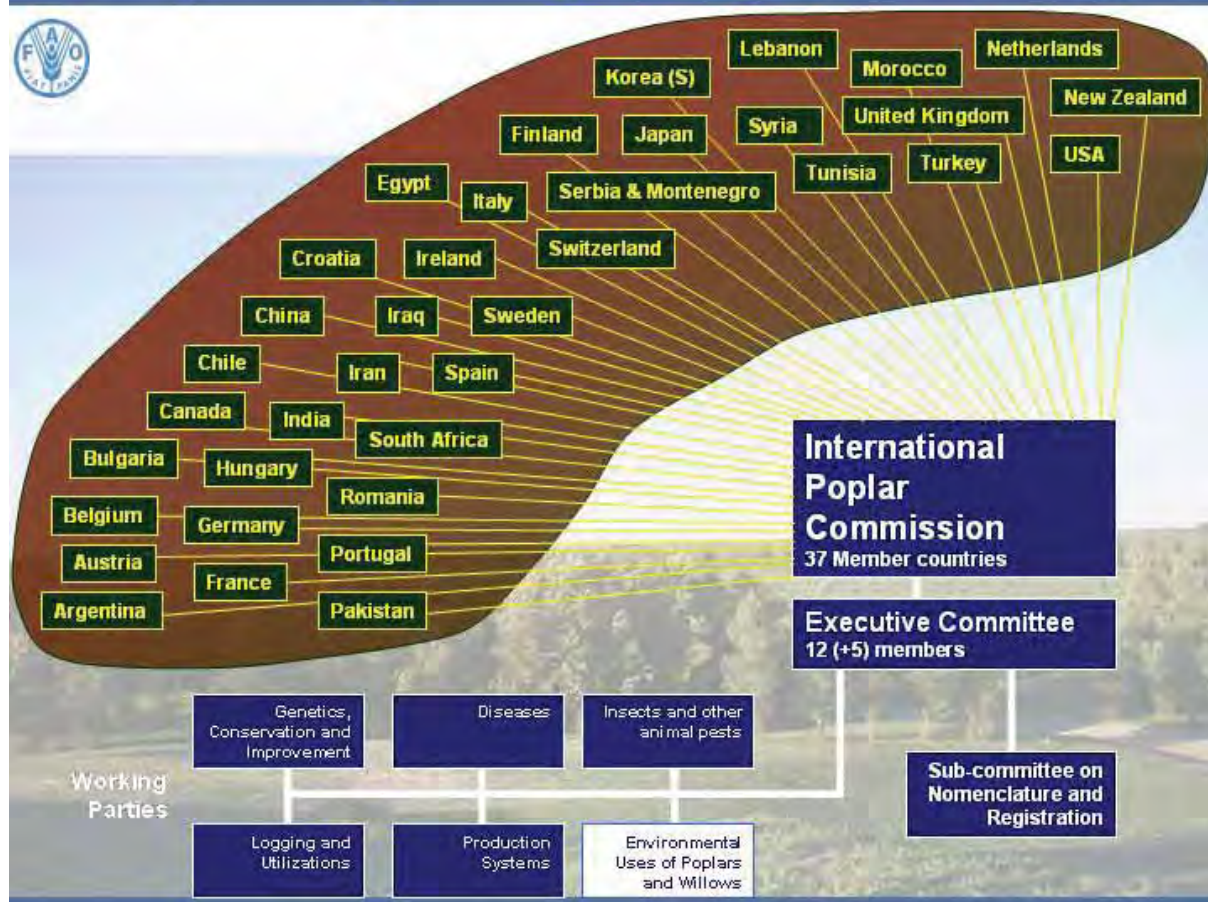 F A O
FIAT PANIS
Lebanon
Netherlands
Korea (S)
Morocco
New Zealand
Finland
Japan
Syria
United Kingdom
USA
Egypt
Italy
Serbia & Montenegro
Tunisia
Turkey
Croatia
Ireland
Switzerland
China
Iraq
Sweden
Chile
Iran
Spain
Canada
India
South Africa
Bulgaria
Hungary
Romania
Belgium
Germany
Austria
Portugal
France
Argentina
Pakistan
International
Poplar
Commission
37 Member countries
Executive Committee
12 (+5) members
Genetics,
Conservation and
Improvement
Diseases
Insects and other
animal pests
Working
Parties
Sub-committee on
Nomenclature and
Registration
Logging and
Utilizations
Production
Systems
Environmental
Uses of Poplars
and Willows